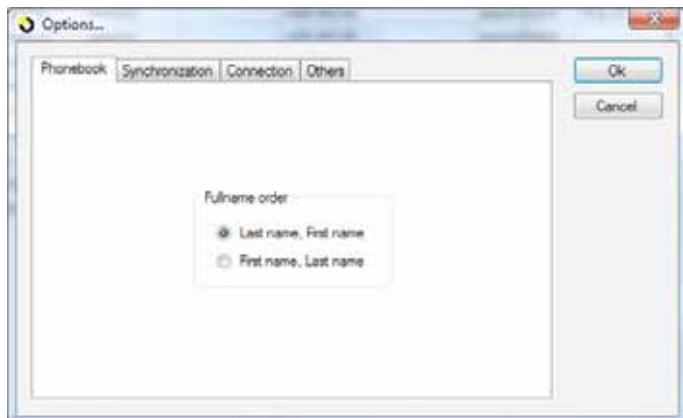 Options...
Phonebook Synchronization Connection Others
Ok
Cancel
Fullname order
Last name, First name
First name, Last name